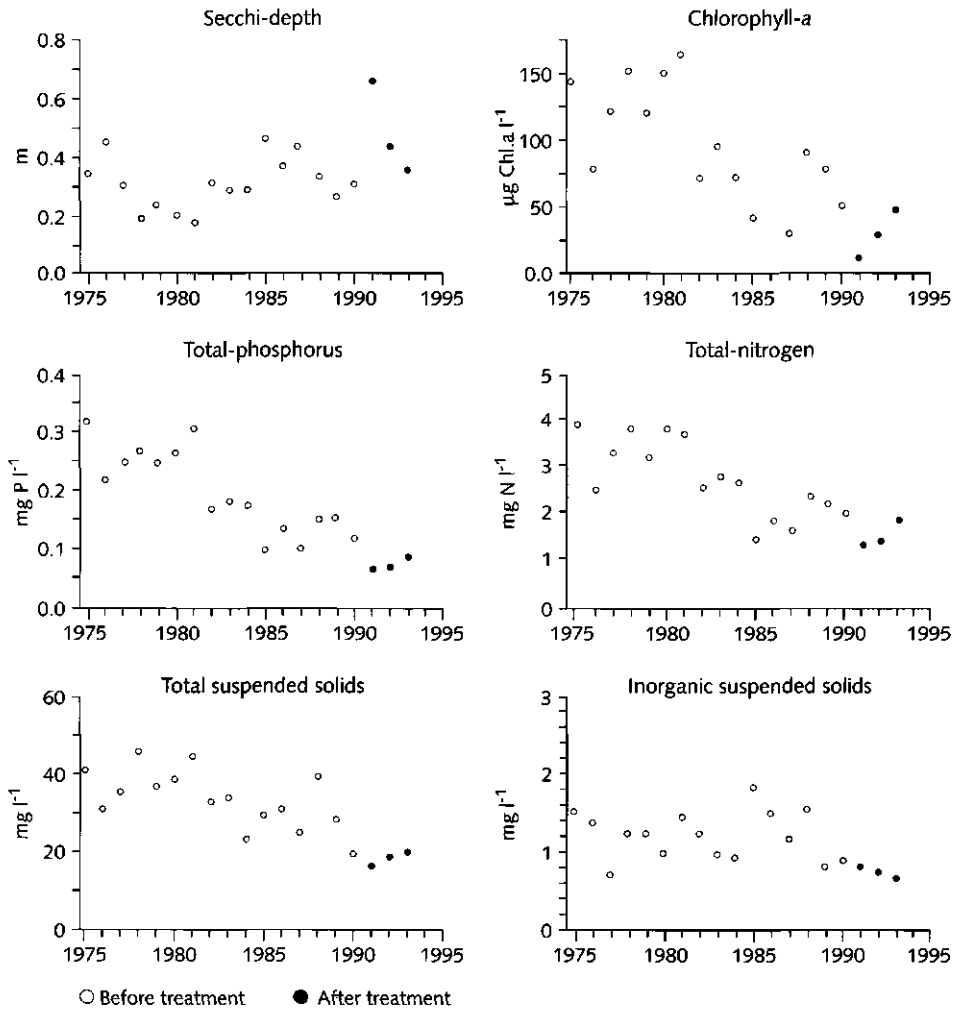 Secchi-depth
0.8
0.6
0.4
0.2
0.0
m
1975 1980 1985 1990 1995
Chlorophyll-a
150
100
50
0.0
µg Chl.a l⁻¹
1975 1980 1985 1990 1995
Total-phosphorus
0.4
0.3
0.2
0.1
0.0
mg P l⁻¹
1975 1980 1985 1990 1995
Total-nitrogen
5
4
3
2
1
0
mg N l⁻¹
1975 1980 1985 1990 1995
Total suspended solids
60
40
20
0
mg l⁻¹
1975 1980 1985 1990 1995
Inorganic suspended solids
3
2
1
0
mg l⁻¹
1975 1980 1985 1990 1995
Before treatment After treatment